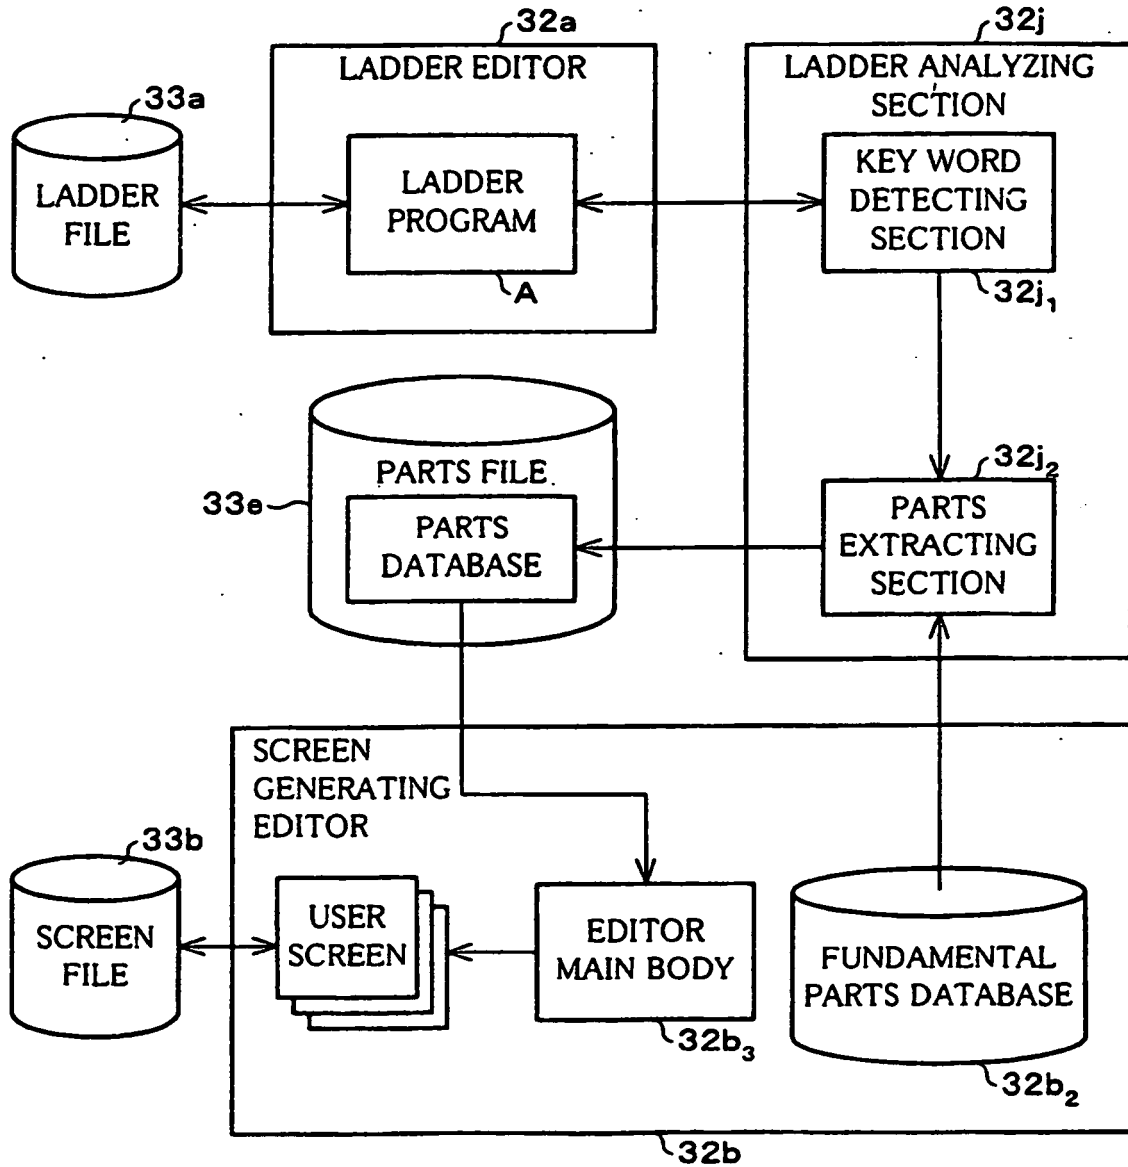 32a
32j
LADDER EDITOR
LADDER ANALYZING
SECTION
33a
LADDER
FILE
LADDER
PROGRAM
A
KEY WORD
DETECTING
SECTION
32j₁
PARTS FILE
33e
PARTS
DATABASE
32j₂
PARTS
EXTRACTING
SECTION
SCREEN
GENERATING
EDITOR
33b
SCREEN
FILE
USER
SCREEN
EDITOR
MAIN BODY
32b₃
FUNDAMENTAL
PARTS DATABASE
32b₂
32b